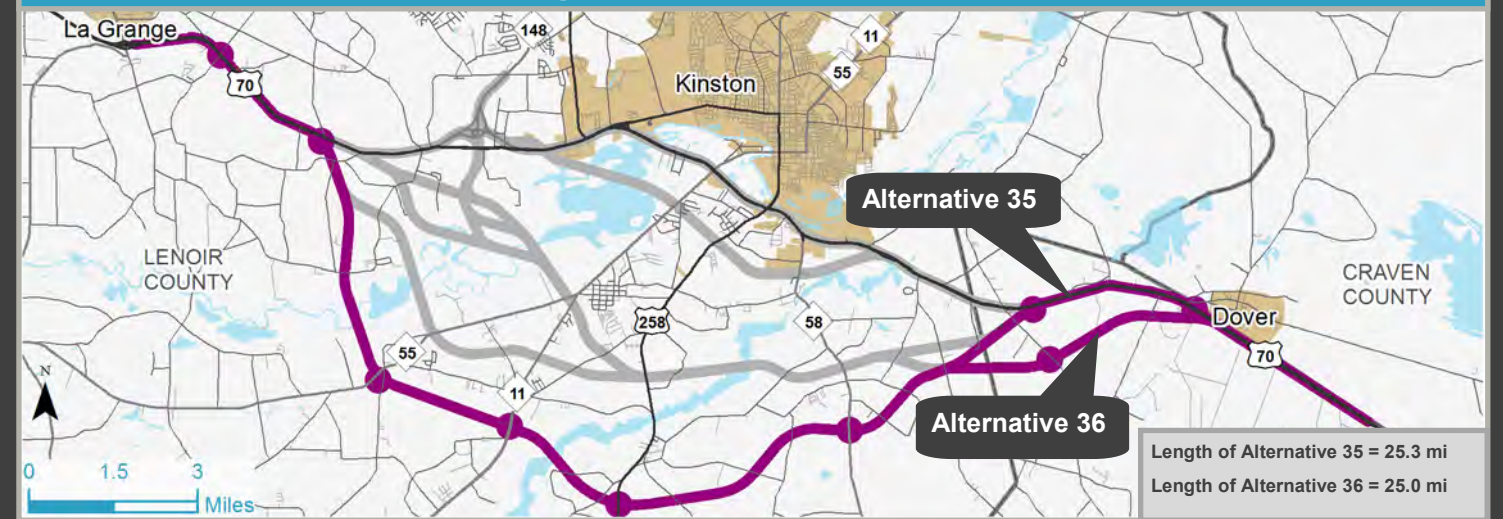 La Grange
148
11
70
55
Kinston
Alternative 35
LENOIR
COUNTY
CRAVEN
COUNTY
258
58
Dover
55
70
N
11
Alternative 36
0 1.5 3
Miles
Length of Alternative 35 = 25.3 mi
Length of Alternative 36 = 25.0 mi